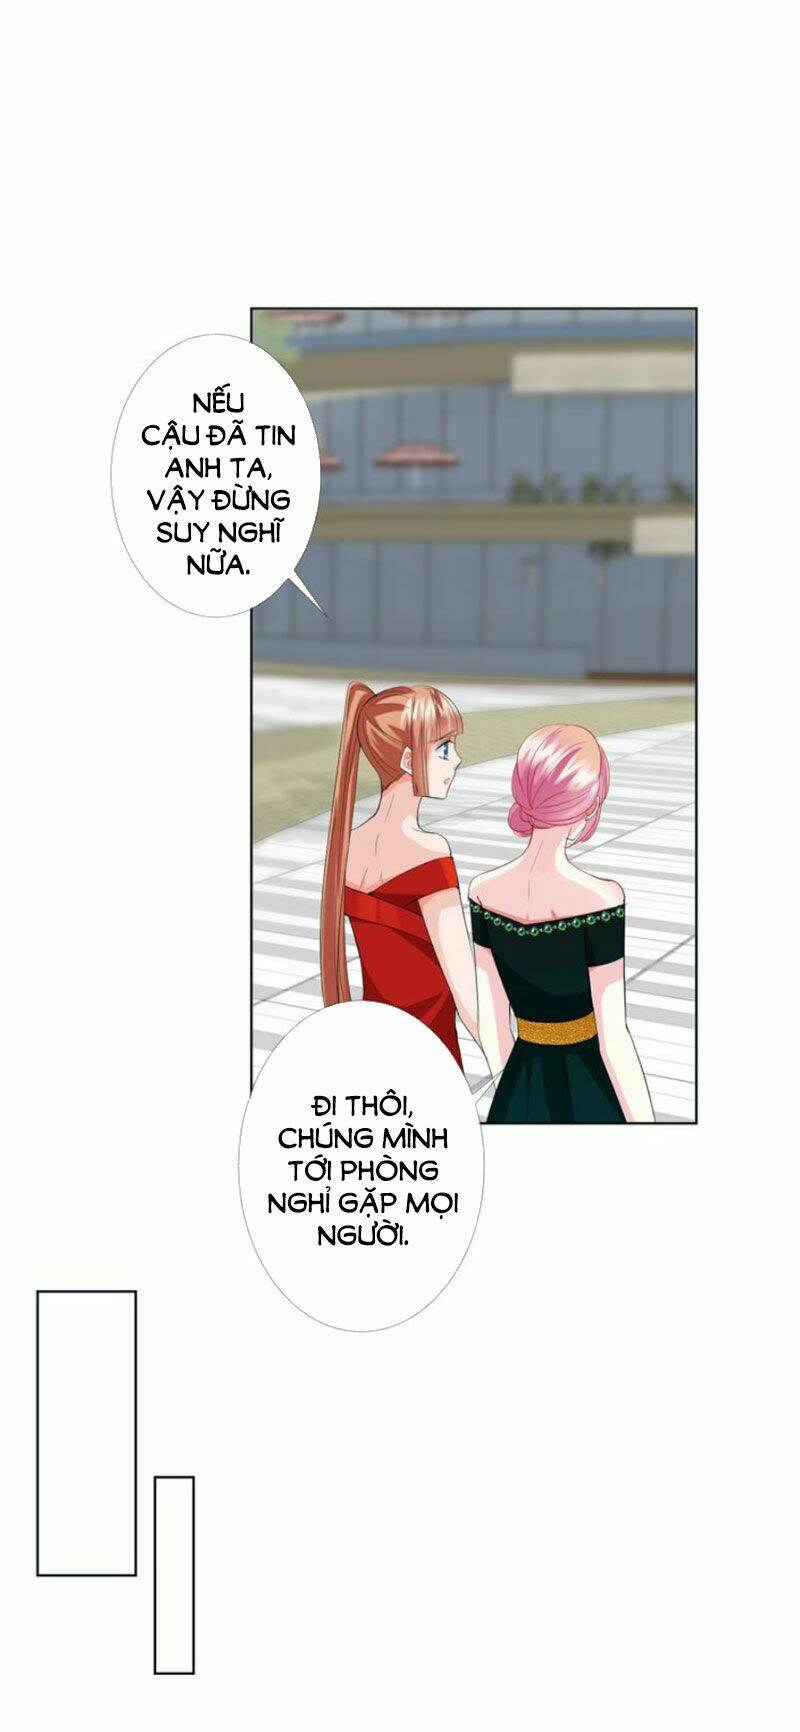 NẾU
CẬU ĐÃ TIN
ANH TA,
VẬY ĐỪNG
SUY NGHĨ
NỮA.
ĐI THÔI,
CHÚNG MÌNH
TỚI PHÒNG
NGHỈ GẶP MỌI
NGƯỜI.